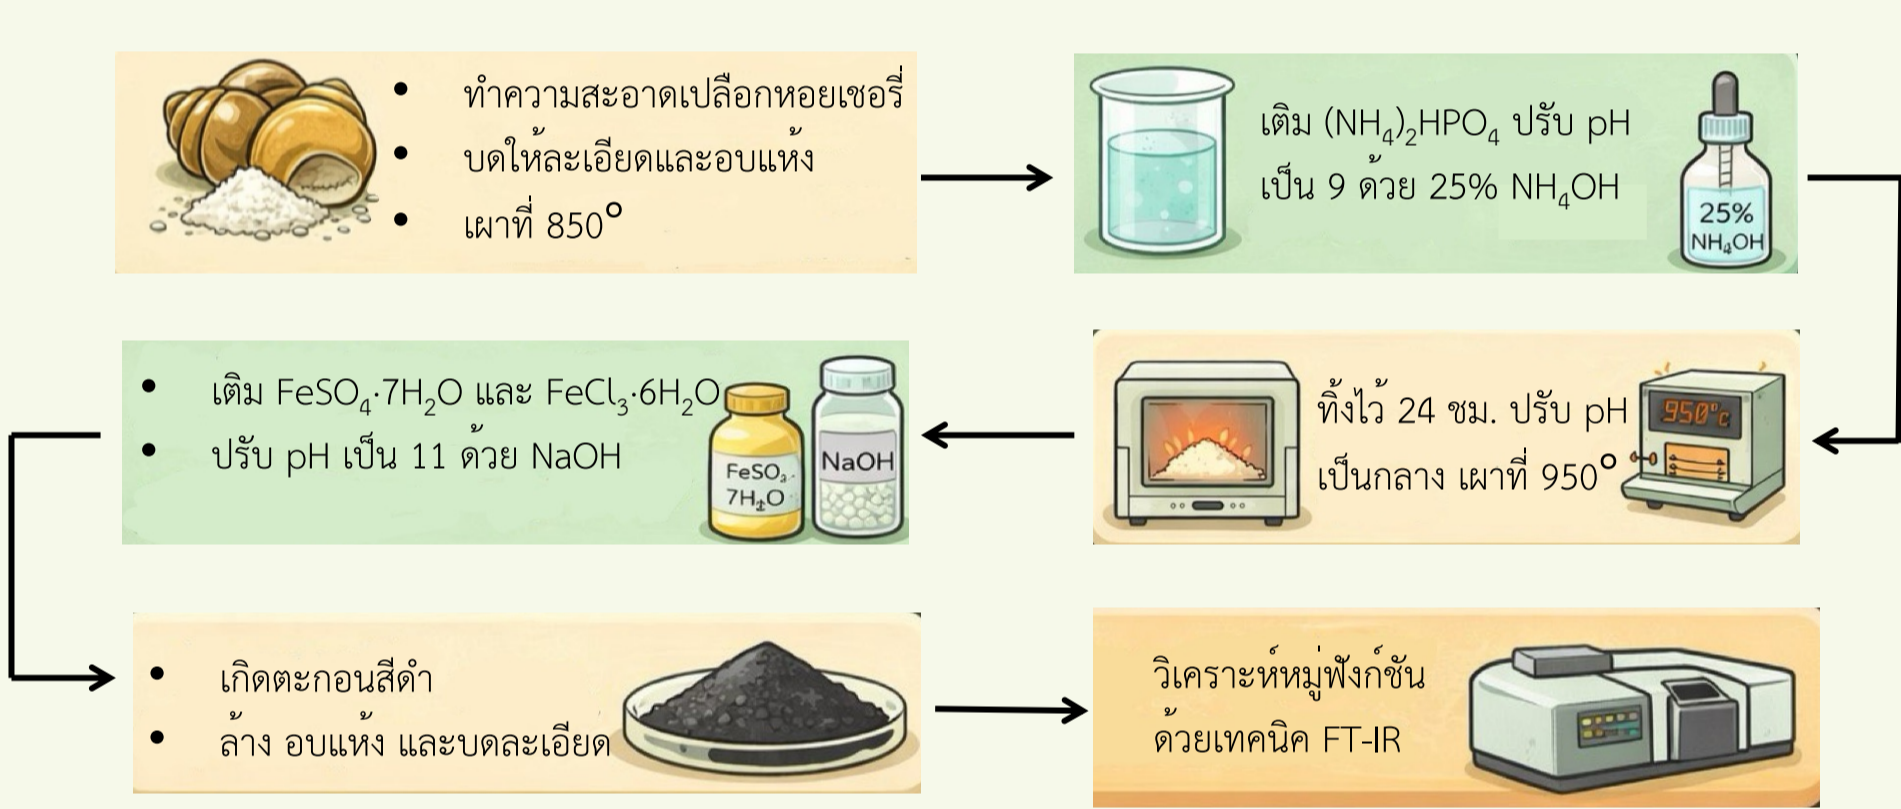 • ทำความสะอาดเปลือกหอยเชอรี่
• บดให้ละเอียดและอบแห้ง
• เผาที่ 850°
เติม (NH₄)₂HPO₄ ปรับ pH
เป็น 9 ด้วย 25% NH₄OH
25%
NH₄OH
ทิ้งไว้ 24 ชม. ปรับ pH
เป็นกลาง เผาที่ 950°
950°c
• เติม FeSO₄·7H₂O และ FeCl₃·6H₂O
• ปรับ pH เป็น 11 ด้วย NaOH
FeSO₂·
7H₂O
NaOH
• เกิดตะกอนสีดำ
• ล้าง อบแห้ง และบดละเอียด
วิเคราะห์หมู่ฟังก์ชัน
ด้วยเทคนิค FT-IR